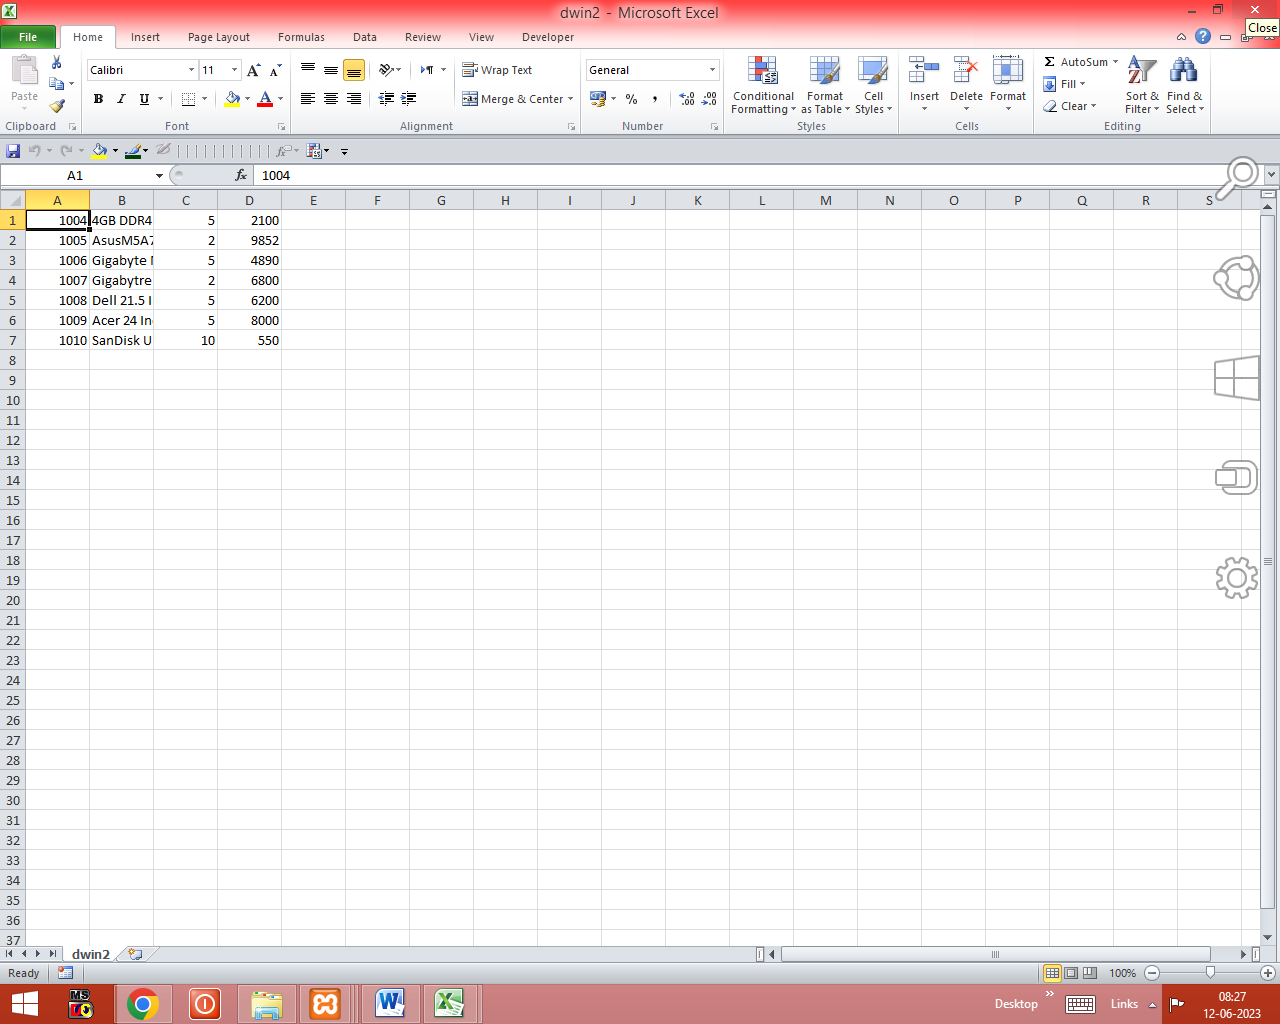 dwin2 - Microsoft Excel
Close
File Home Insert Page Layout Formulas Data Review View Developer
Paste
Calibri 11
Wrap Text
General
AutoSum
Fill
Clear
B I U
Merge & Center
% ,
Conditional Formatting
Format as Table
Cell Styles
Insert Delete Format
Sort & Filter
Find & Select
Clipboard Font Alignment Number Styles Cells Editing
A1 fx 1004
A B C D E F G H I J K L M N O P Q R S
1 1004 4GB DDR4 5 2100
2 1005 AsusM5A7 2 9852
3 1006 Gigabyte 5 4890
4 1007 Gigabytre 2 6800
5 1008 Dell 21.5 I 5 6200
6 1009 Acer 24 In 5 8000
7 1010 SanDisk U 10 550
8
9
10
11
12
13
14
15
16
17
18
19
20
21
22
23
24
25
26
27
28
29
30
31
32
33
34
35
36
37
dwin2
Ready 100%
MS
Desktop Links 08:27
12-06-2023